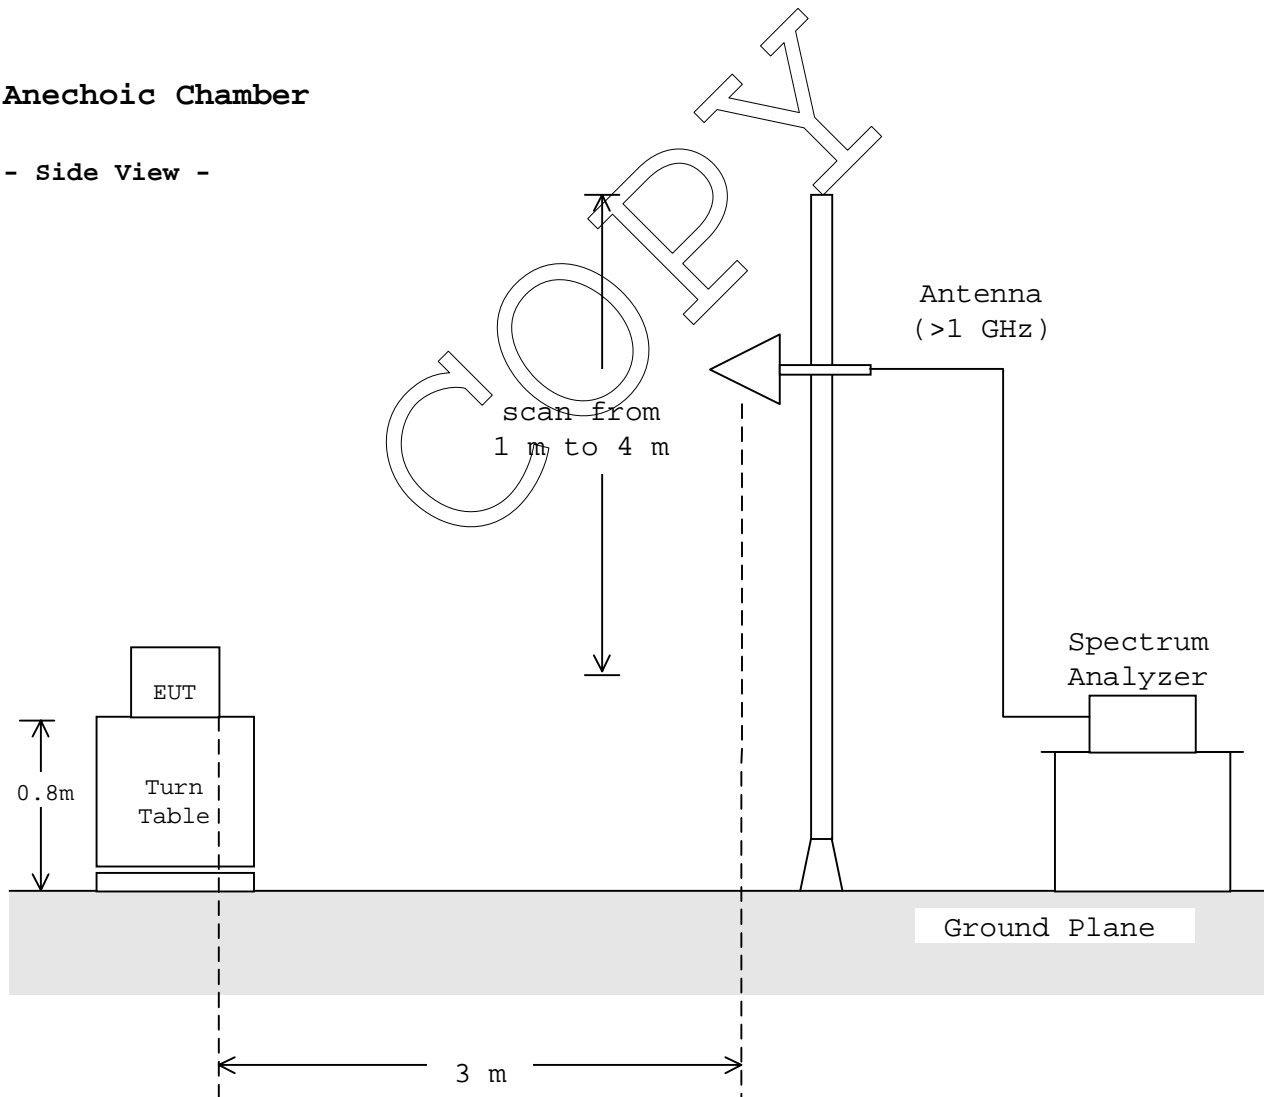 Anechoic Chamber
- Side View -
COPY
Antenna
(>1 GHz)
scan from
1 m to 4 m
Spectrum
Analyzer
EUT
0.8m
Turn
Table
Ground Plane
3 m